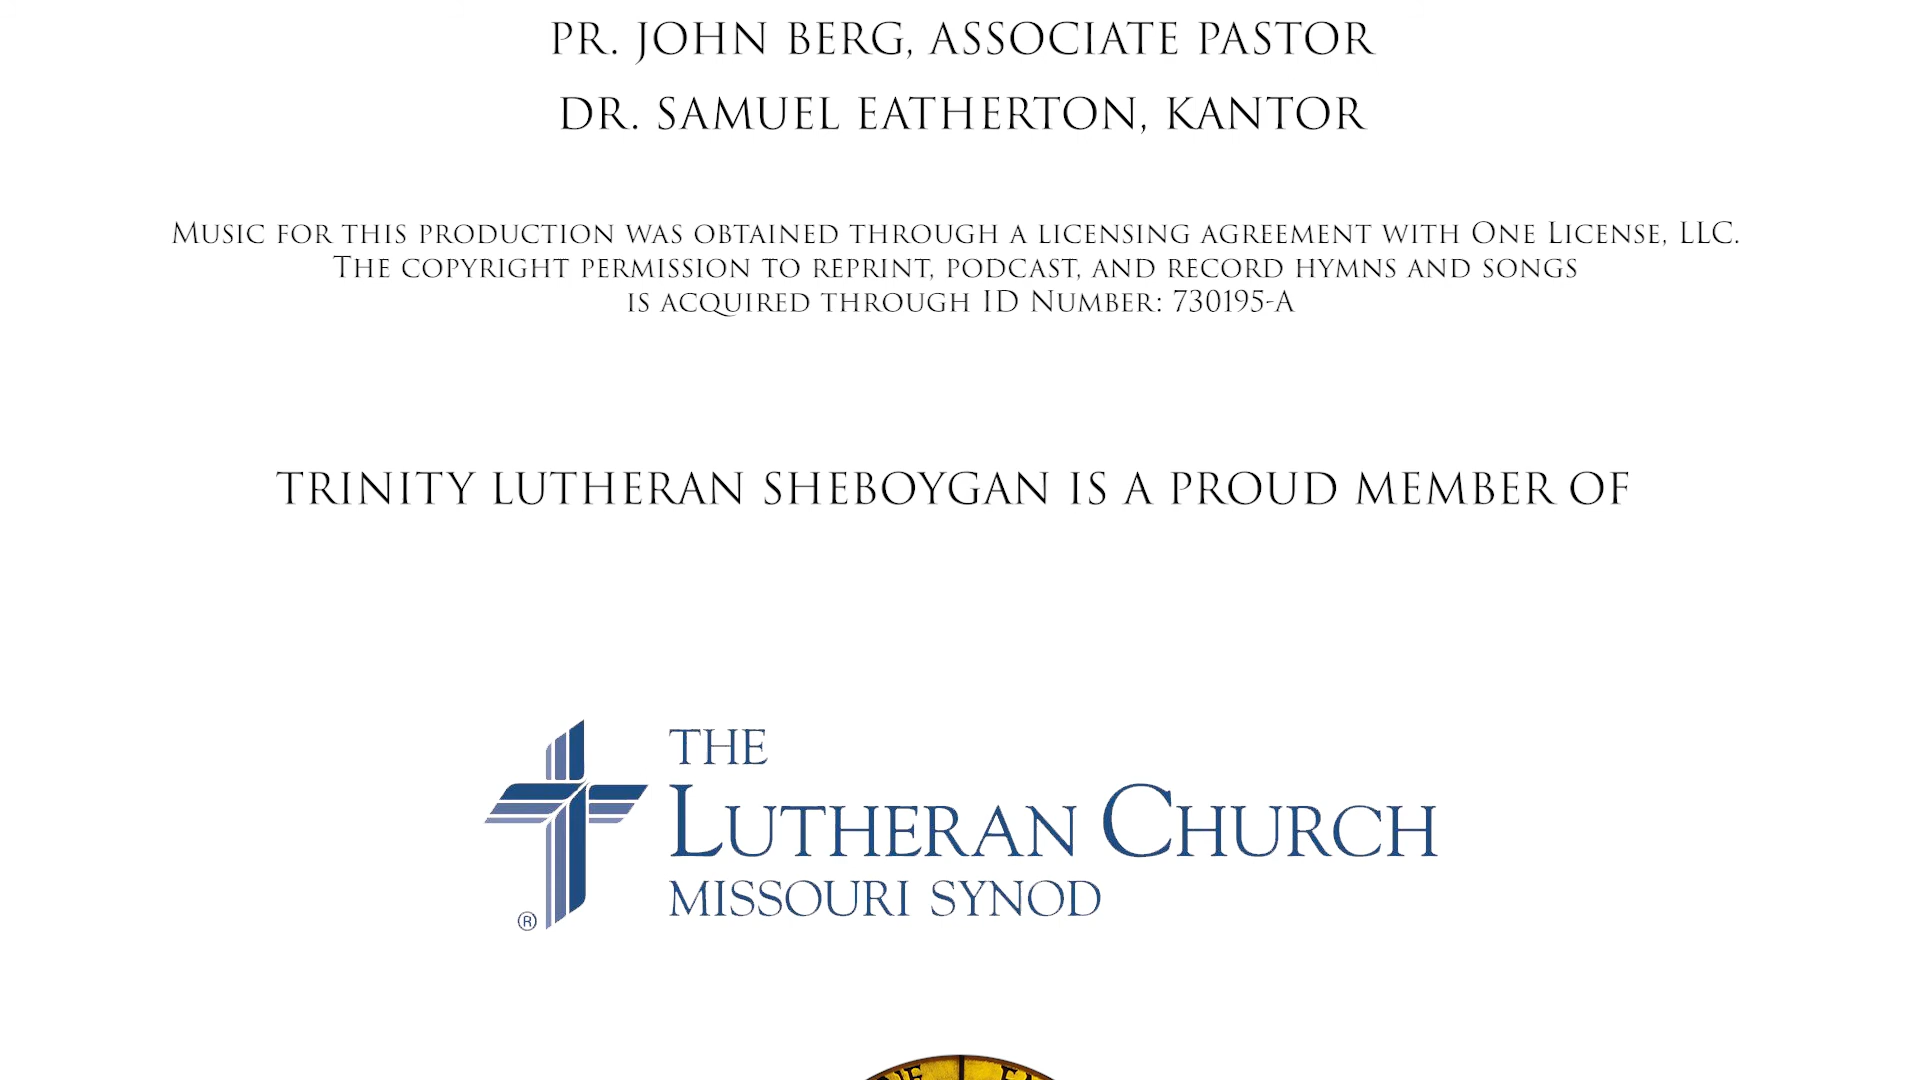 PR. JOHN BERG, ASSOCIATE PASTOR
DR. SAMUEL EATHERTON, KANTOR
MUSIC FOR THIS PRODUCTION WAS OBTAINED THROUGH A LICENSING AGREEMENT WITH ONE LICENSE, LLC.
THE COPYRIGHT PERMISSION TO REPRINT, PODCAST, AND RECORD HYMNS AND SONGS
IS ACQUIRED THROUGH ID NUMBER: 730195-A
TRINITY LUTHERAN SHEBOYGAN IS A PROUD MEMBER OF
THE
LUTHERAN CHURCH
MISSOURI SYNOD
®